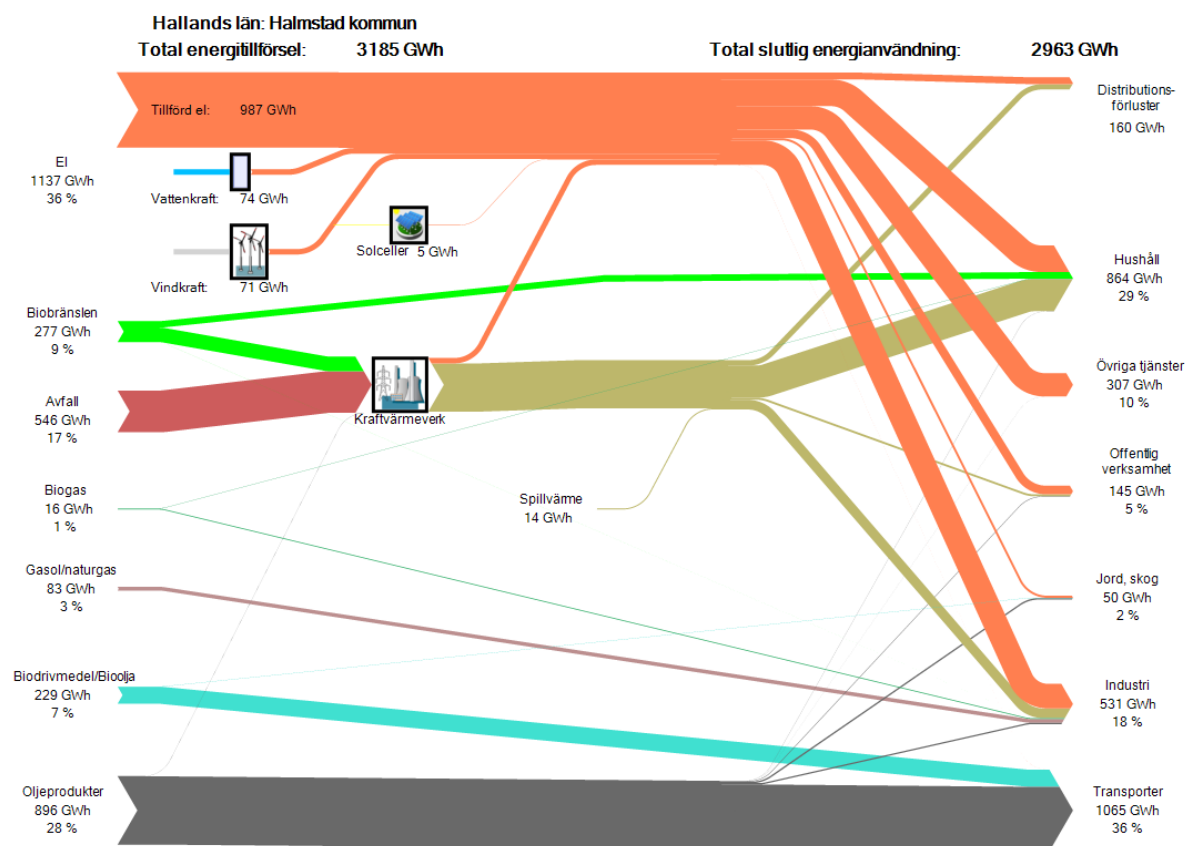 Hallands län: Halmstad kommun
Total energitillförsel: 3185 GWh
Total slutlig energianvändning: 2963 GWh
Tillförd el: 987 GWh
El
1137 GWh
36 %
Vattenkraft: 74 GWh
Solceller 5 GWh
Vindkraft: 71 GWh
Biobränslen
277 GWh
9 %
Avfall
546 GWh
17 %
Kraftvärmeverk
Biogas
16 GWh
1 %
Spillvärme
14 GWh
Gasol/naturgas
83 GWh
3 %
Biodrivmedel/Bioolja
229 GWh
7 %
Oljeprodukter
896 GWh
28 %
Distributions-
förluster
160 GWh
Hushåll
864 GWh
29 %
Övriga tjänster
307 GWh
10 %
Offentlig
verksamhet
145 GWh
5 %
Jord, skog
50 GWh
2 %
Industri
531 GWh
18 %
Transporter
1065 GWh
36 %